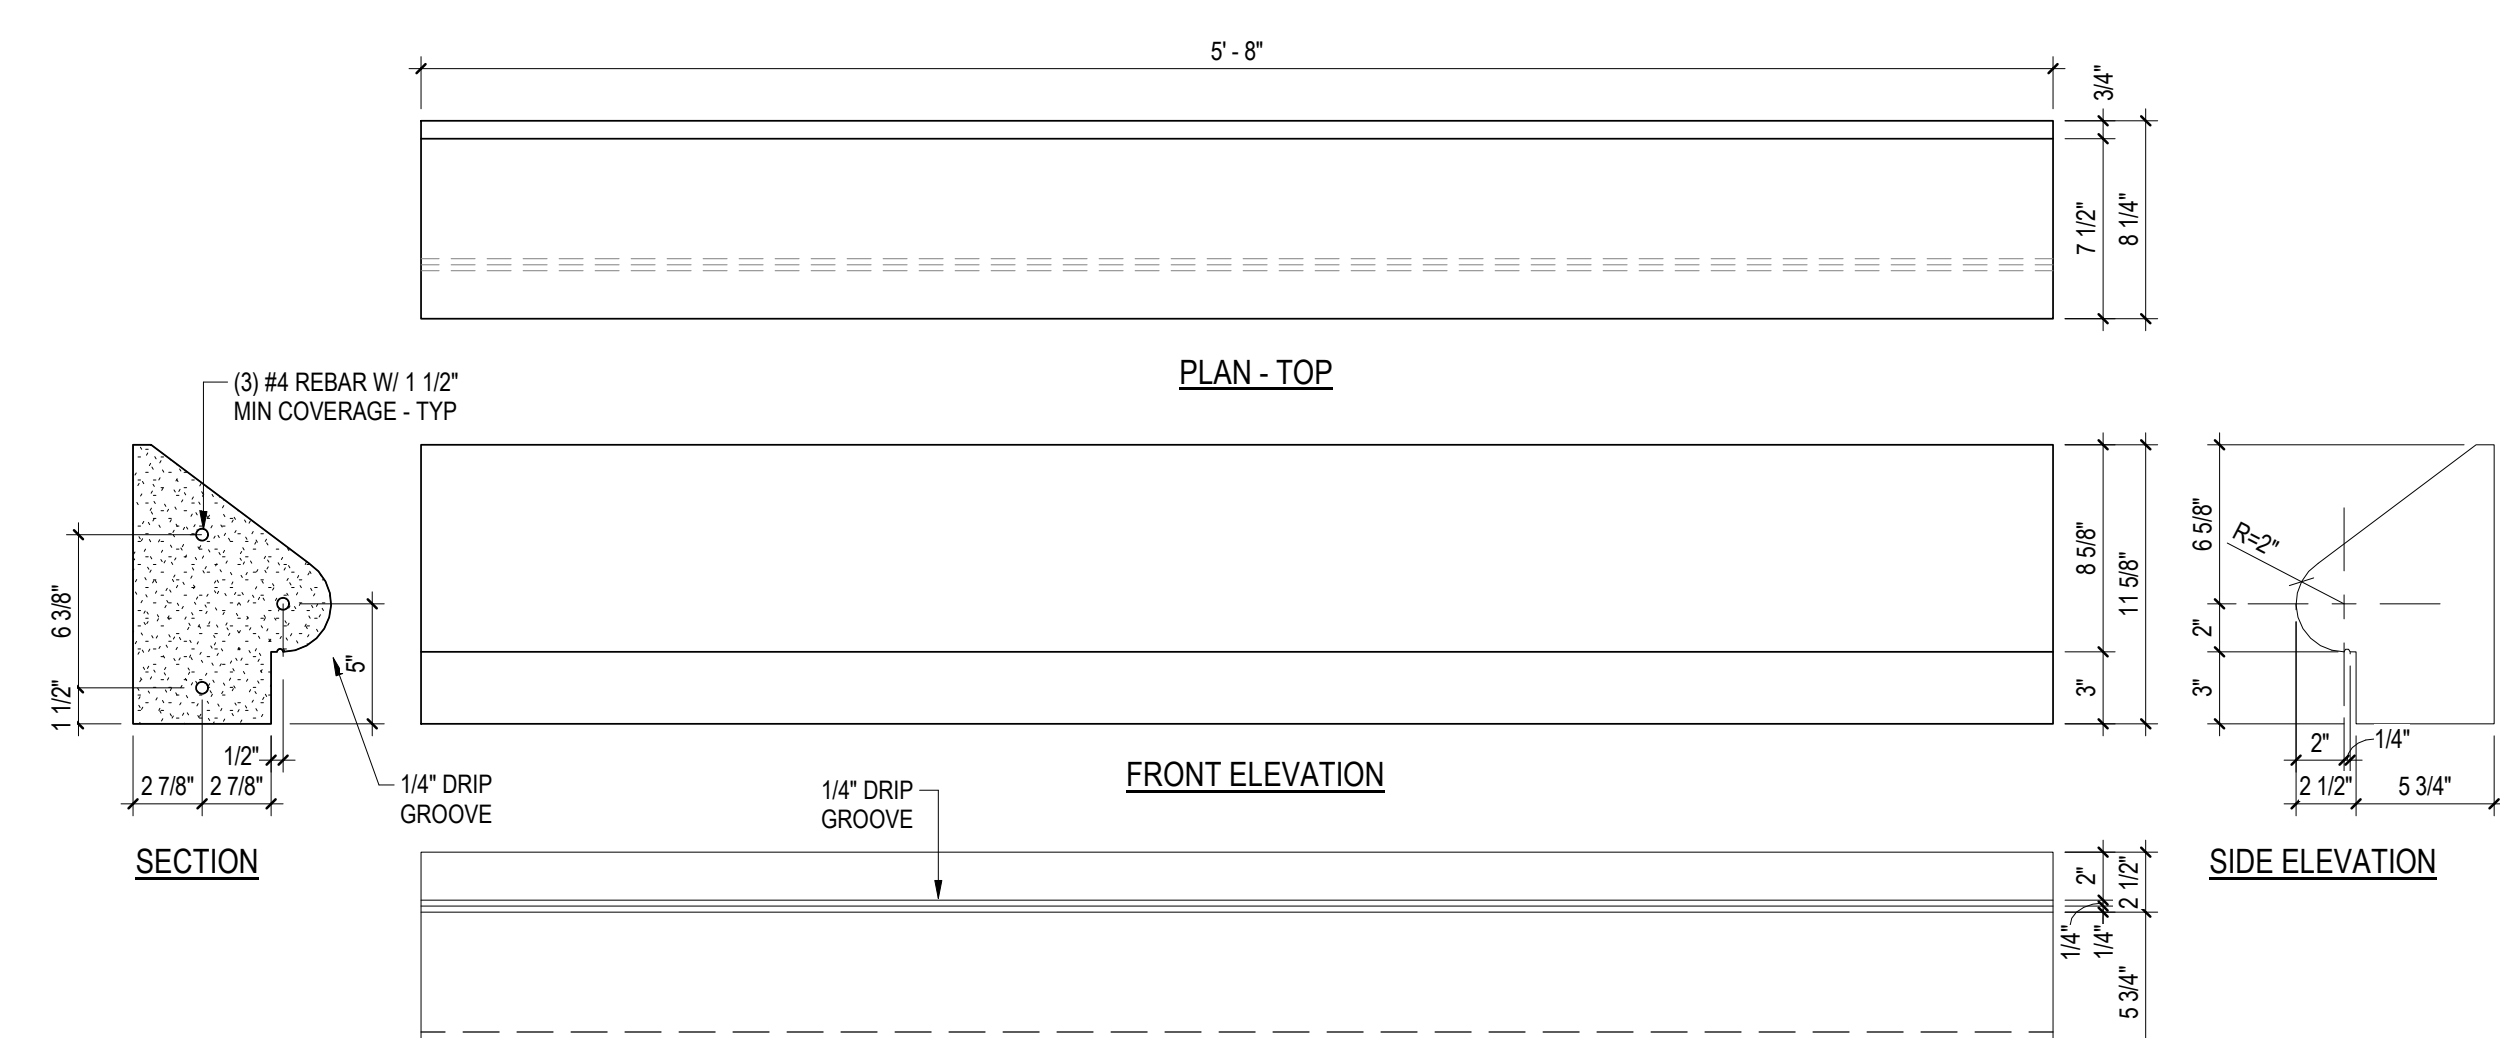 5' - 8"
3/4"
7 1/2"
8 1/4"
PLAN - TOP
(3) #4 REBAR W/ 1 1/2"
MIN COVERAGE - TYP
6 3/8"
1 1/2"
5"
1/2"
2 7/8"
2 7/8"
1/4" DRIP
GROOVE
SECTION
8 5/8"
11 5/8"
3"
FRONT ELEVATION
6 5/8"
R=2"
2"
3"
2"
1/4"
2 1/2"
5 3/4"
SIDE ELEVATION
1/4" DRIP
GROOVE
2"
2 1/2"
1/4"
1/4"
5 3/4"